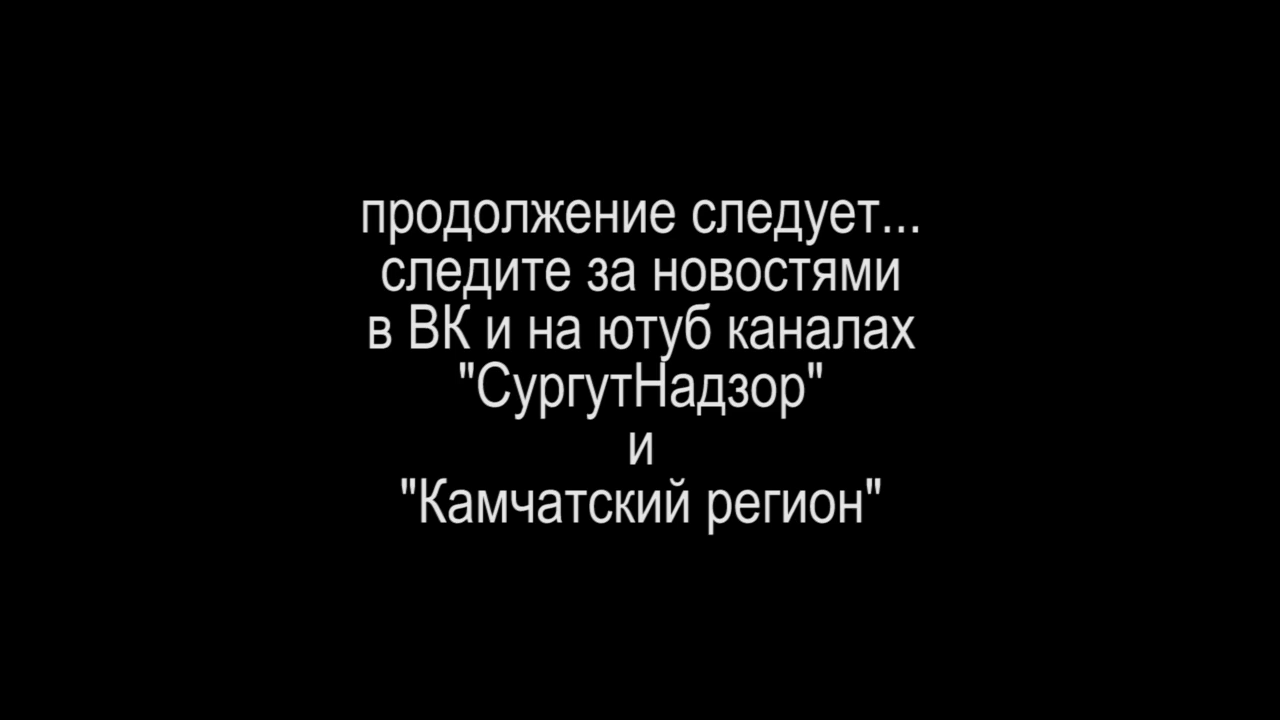 продолжение следует...
следите за новостями
в ВК и на ютуб каналах
"СургутНадзор"
и
"Камчатский регион"